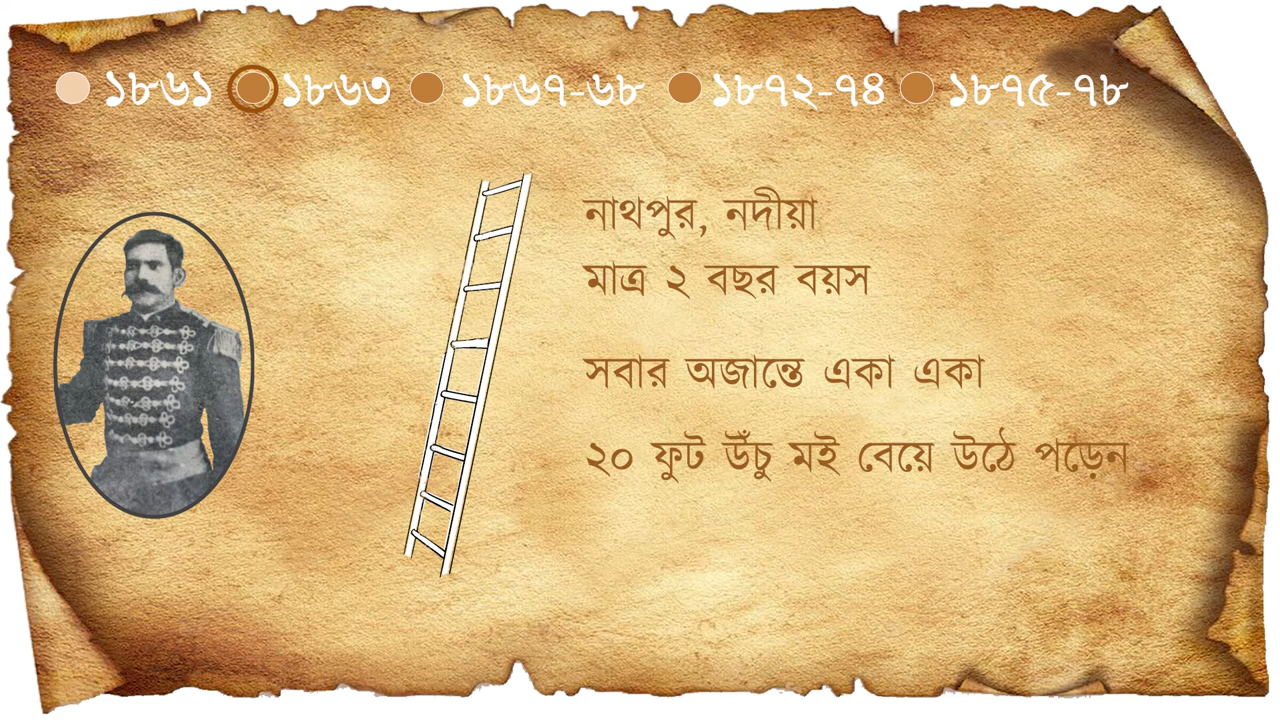 ১৮৬১ ১৮৬৩ ১৮৬৭-৬৮ ১৮৭২-৭৪ ১৮৭৫-৭৮
নাথপুর, নদীয়া
মাত্র ২ বছর বয়স
সবার অজান্তে একা একা
২০ ফুট উঁচু মই বেয়ে উঠে পড়েন